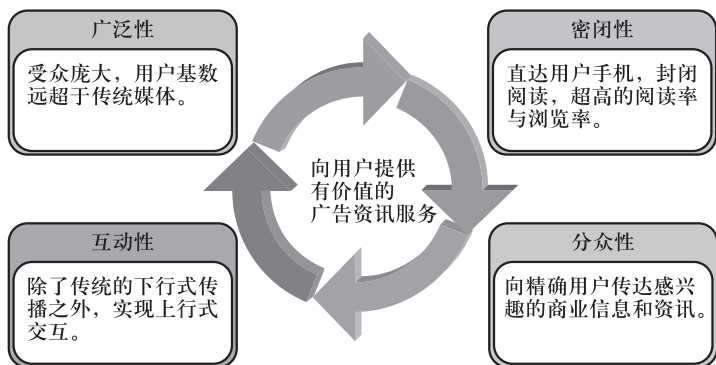 广泛性
受众庞大，用户基数
远超于传统媒体。
密闭性
直达用户手机，封闭
阅读，超高的阅读率
与浏览率。
向用户提供
有价值的
广告资讯服务
互动性
除了传统的下行式传
播之外，实现上行式
交互。
分众性
向精确用户传达感兴
趣的商业信息和资讯。